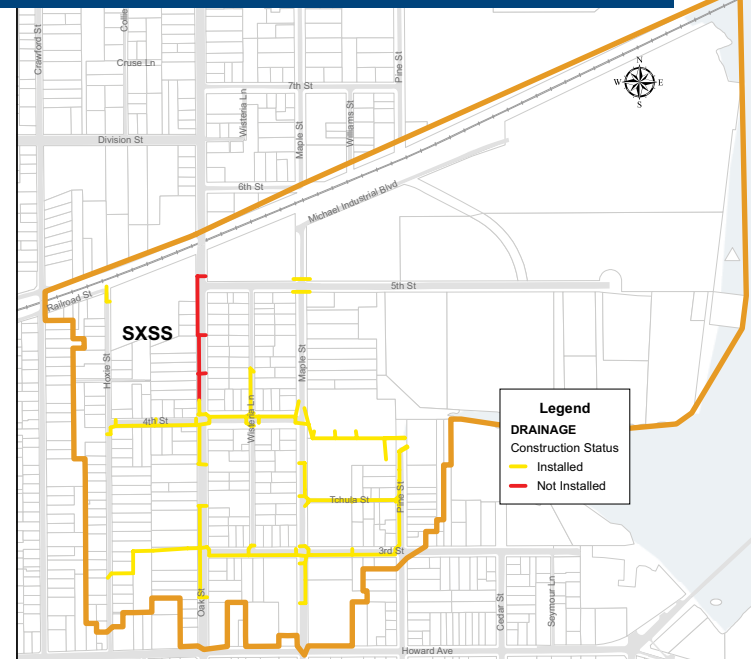 Crawford St
Collie
Cruse Ln
Pine St
7th St
N
W E
S
Wisteria Ln
Maple St
Williams St
Division St
6th St
Michael Industrial Blvd
Railroad St
5th St
SXSS
Hoxie St
Maple St
Wisteria Ln
4th St
Legend
DRAINAGE
Construction Status
Installed
Not Installed
Tchula St
Pine St
3rd St
Oak St
Cedar St
Seymour Ln
Howard Ave